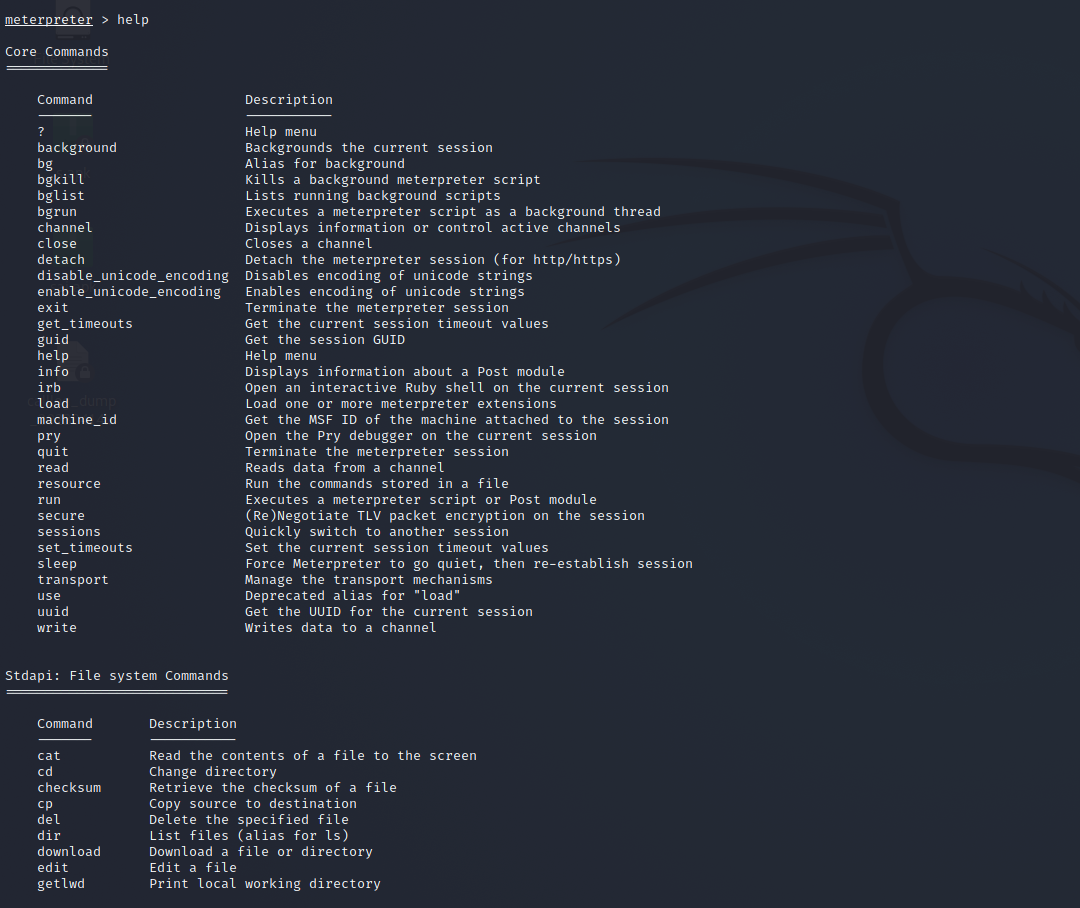 meterpreter > help
Core Commands
Command Description
? Help menu
background Backgrounds the current session
bg Alias for background
bgkill Kills a background meterpreter script
bglist Lists running background scripts
bgrun Executes a meterpreter script as a background thread
channel Displays information or control active channels
close Closes a channel
detach Detach the meterpreter session (for http/https)
disable_unicode_encoding Disables encoding of unicode strings
enable_unicode_encoding Enables encoding of unicode strings
exit Terminate the meterpreter session
get_timeouts Get the current session timeout values
guid Get the session GUID
help Help menu
info Displays information about a Post module
irb Open an interactive Ruby shell on the current session
load Load one or more meterpreter extensions
machine_id Get the MSF ID of the machine attached to the session
pry Open the Pry debugger on the current session
quit Terminate the meterpreter session
read Reads data from a channel
resource Run the commands stored in a file
run Executes a meterpreter script or Post module
secure (Re)Negotiate TLV packet encryption on the session
sessions Quickly switch to another session
set_timeouts Set the current session timeout values
sleep Force Meterpreter to go quiet, then re-establish session
transport Manage the transport mechanisms
use Deprecated alias for "load"
uuid Get the UUID for the current session
write Writes data to a channel
Stdapi: File system Commands
Command Description
cat Read the contents of a file to the screen
cd Change directory
checksum Retrieve the checksum of a file
cp Copy source to destination
del Delete the specified file
dir List files (alias for ls)
download Download a file or directory
edit Edit a file
getlwd Print local working directory